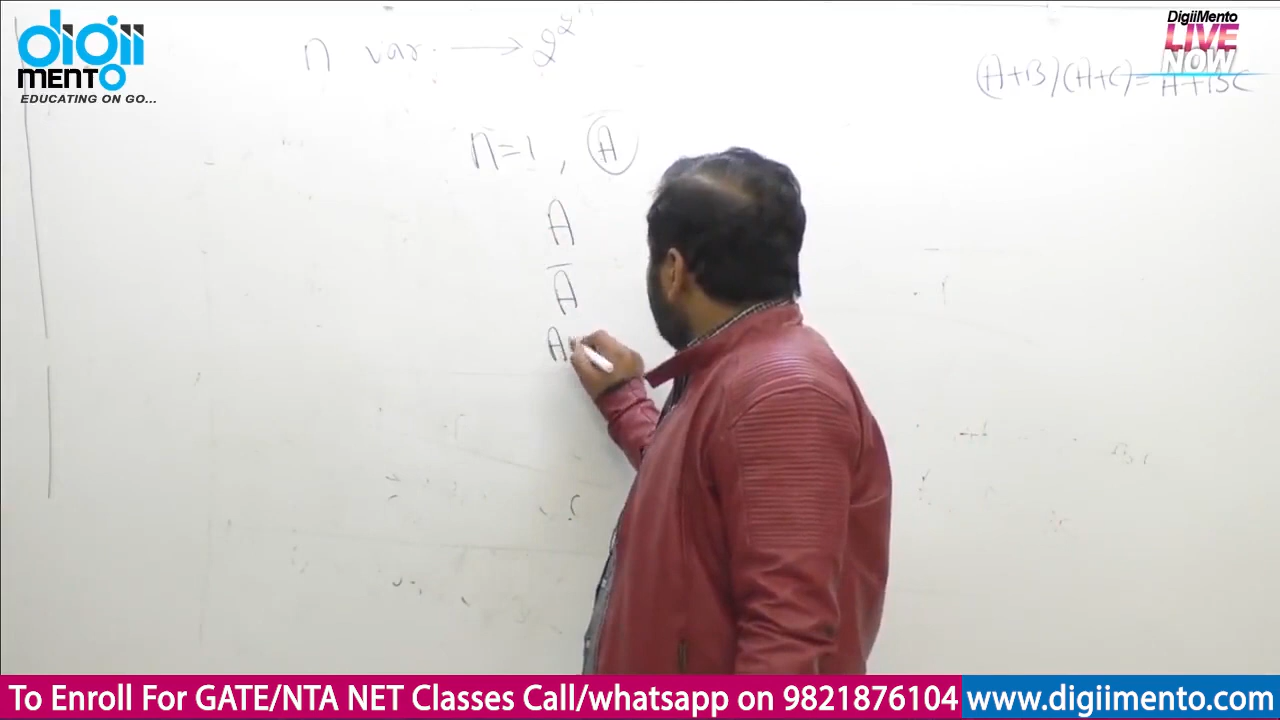 digii
MENTO
EDUCATING ON GO...
DigiiMento
LIVE
NOW
n var. → 2^2^n
(A+B)(A+C)=A+BC
n=1, A
A
Ā
A
To Enroll For GATE/NTA NET Classes Call/whatsapp on 9821876104
www.digiimento.com